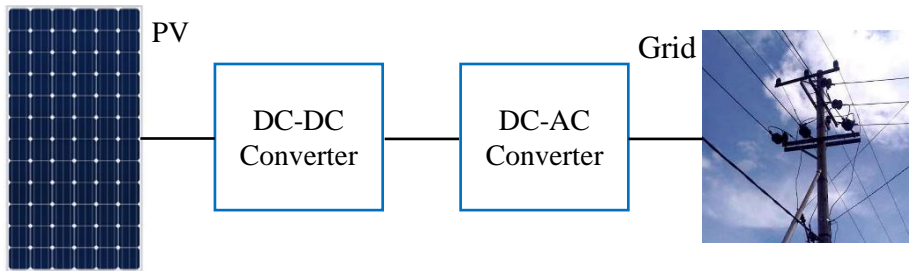 PV
Grid
DC-DC
Converter
DC-AC
Converter